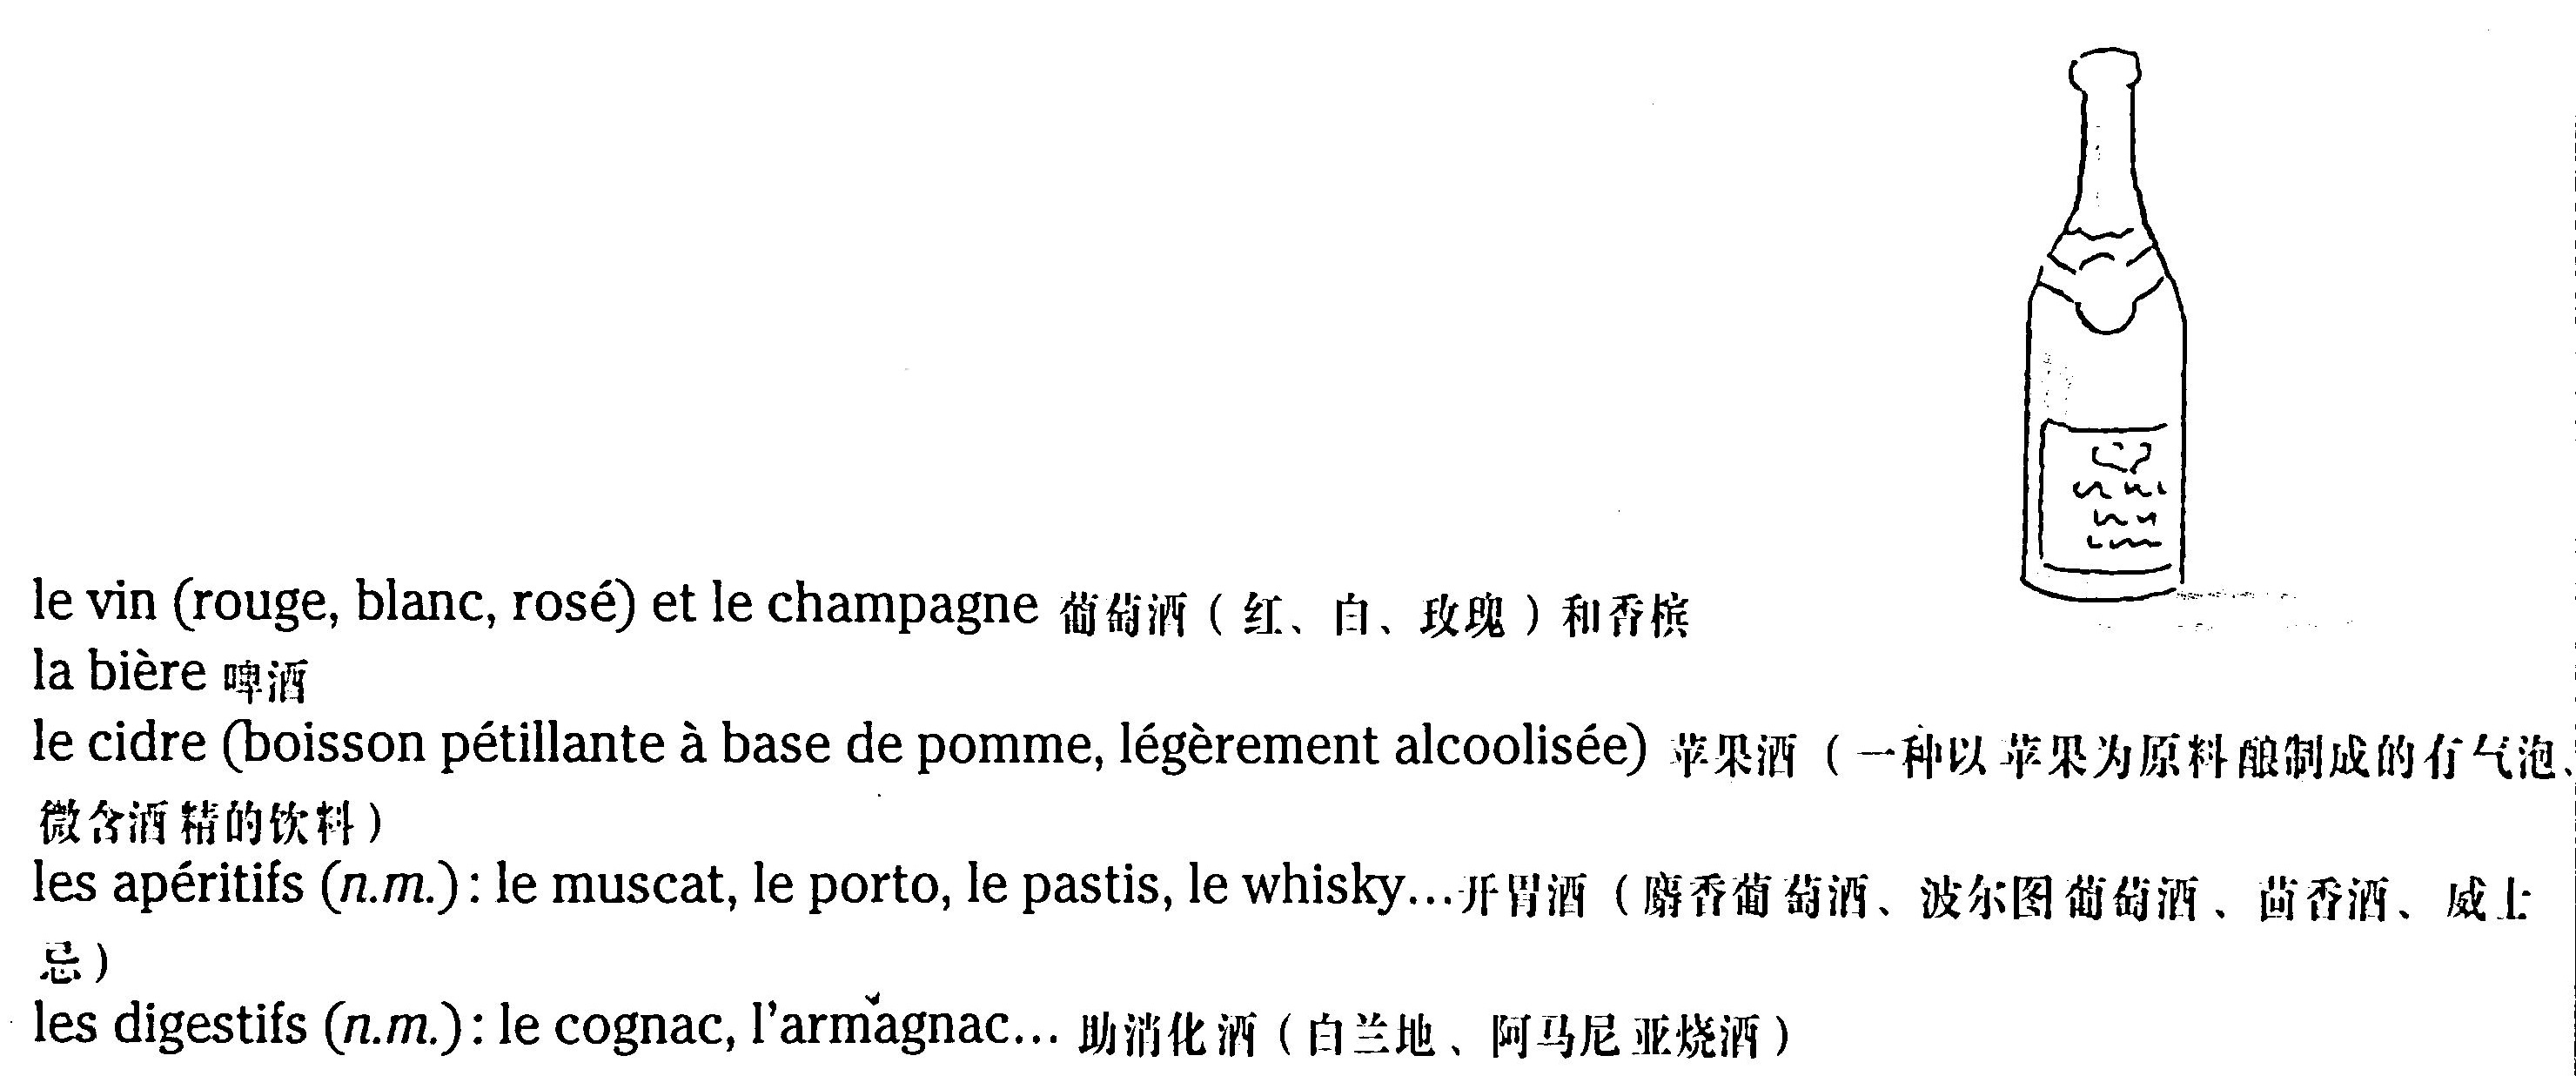 le vin (rouge, blanc, rosé) et le champagne 葡萄酒（红、白、玫瑰）和香槟
la bière 啤酒
le cidre (boisson pétillante à base de pomme, légèrement alcoolisée) 苹果酒（一种以苹果为原料酿制成的有气泡、
微含酒精的饮料）
les apéritifs (n.m.) : le muscat, le porto, le pastis, le whisky...开胃酒（麝香葡萄酒、波尔图葡萄酒、茴香酒、威士
忌）
les digestifs (n.m.) : le cognac, l'armagnac... 助消化酒（白兰地、阿马尼亚烧酒）